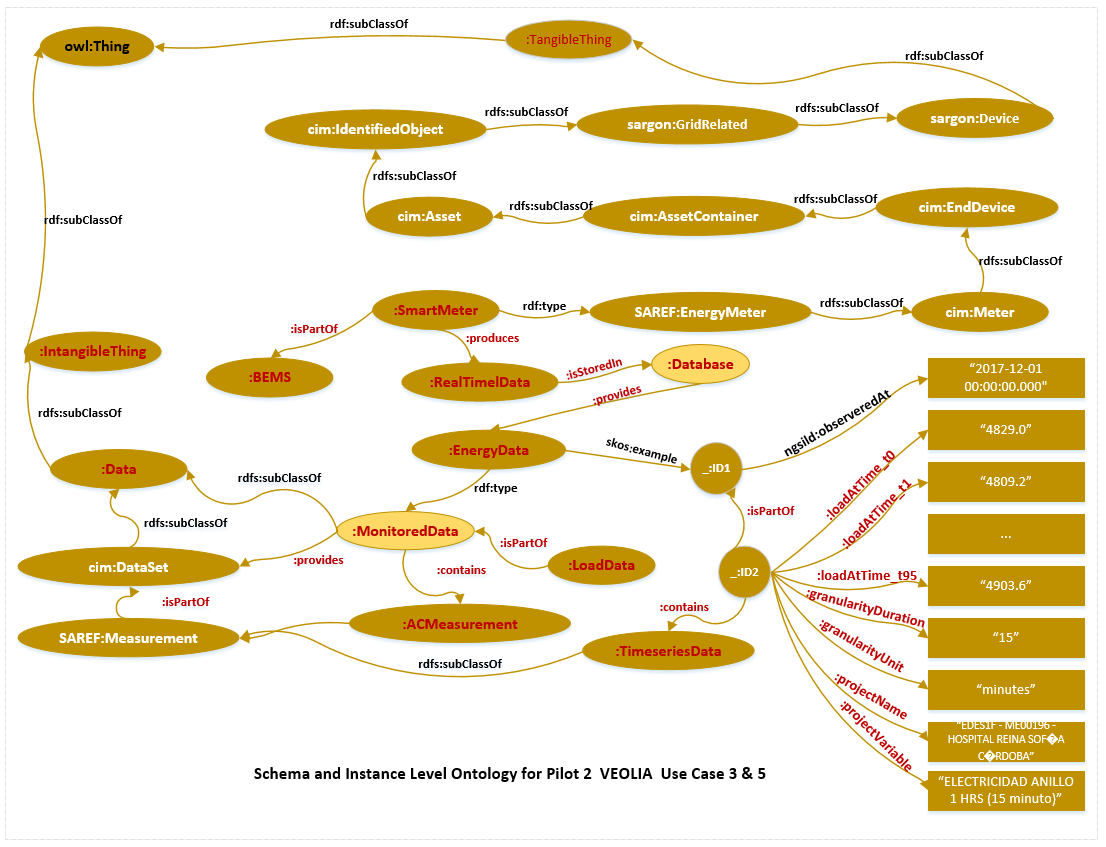 rdf:subClassOf
:TangibleThing
owl:Thing
rdf:subClassOf
rdfs:subClassOf
rdfs:subClassOf
cim:IdentifiedObject
sargon:GridRelated
sargon:Device
rdfs:subClassOf
rdfs:subClassOf
rdfs:subClassOf
cim:Asset
cim:AssetContainer
cim:EndDevice
rdf:subClassOf
rdfs:subClassOf
:SmartMeter
rdf:type
SAREF:EnergyMeter
rdfs:subClassOf
cim:Meter
:isPartOf
:produces
:IntangibleThing
:BEMS
:RealTimelData
:isStoredIn
:Database
:provides
“2017-12-01
00:00:00.000"
rdfs:subClassOf
ngsild:observeredAt
:EnergyData
skos:example
_:ID1
“4829.0”
:Data
rdfs:subClassOf
rdf:type
:loadAtTime_t0
“4809.2”
:loadAtTime_t1
rdfs:subClassOf
:MonitoredData
:isPartOf
:isPartOf
...
:provides
cim:DataSet
:contains
:LoadData
_:ID2
:loadAtTime_t95
“4903.6”
:isPartOf
:contains
:granularityDuration
SAREF:Measurement
:ACMeasurement
“15”
:granularityUnit
rdfs:subClassOf
:TimeseriesData
“minutes”
:projectName
“EDES1F - ME00196 -
HOSPITAL REINA SOF�A
C�RDOBA”
:projectVariable
Schema and Instance Level Ontology for Pilot 2 VEOLIA Use Case 3 & 5
“ELECTRICIDAD ANILLO
1 HRS (15 minuto)”